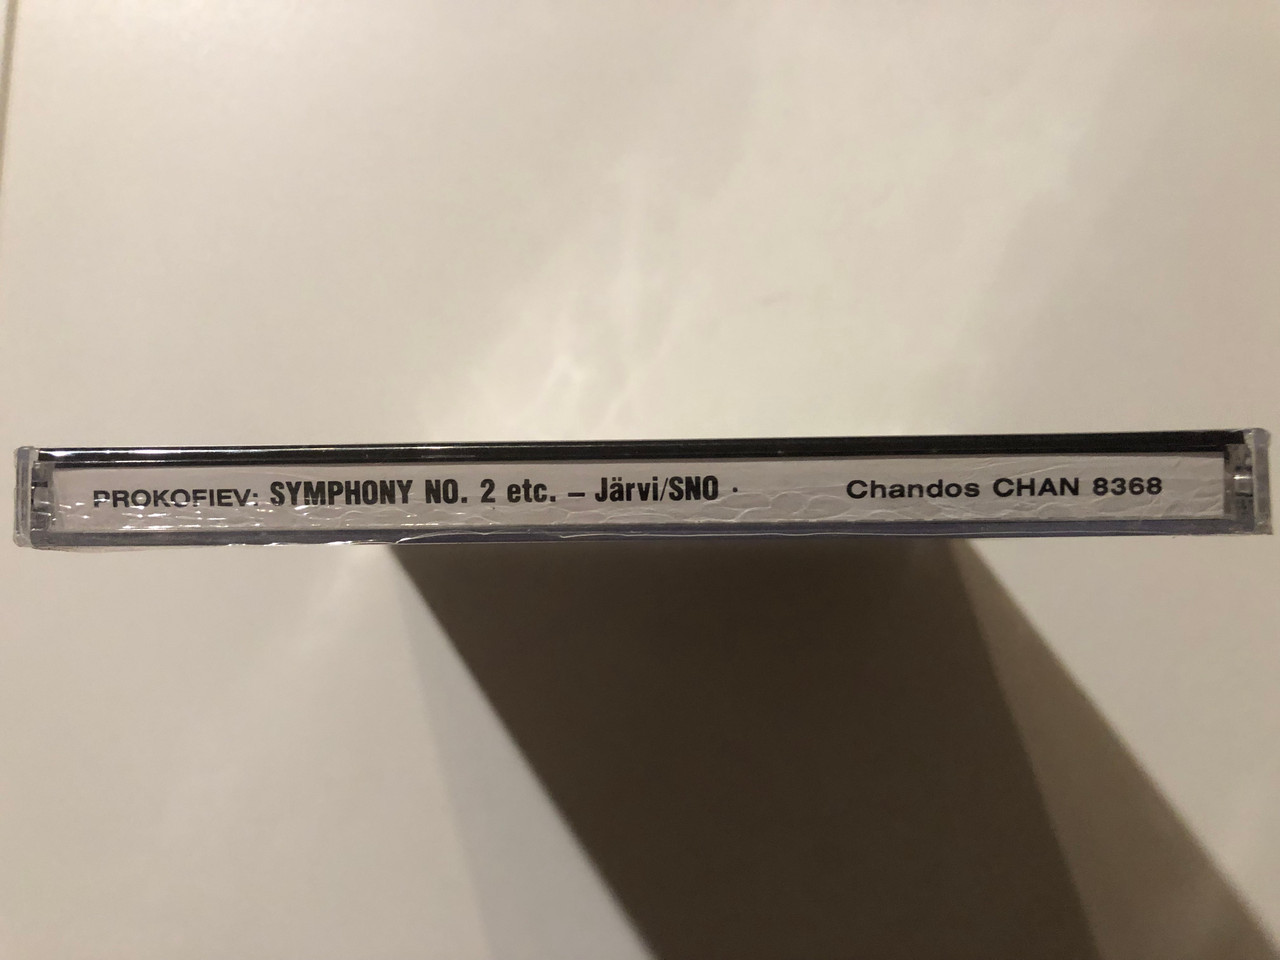 PROKOFIEV: SYMPHONY NO. 2 etc. – Järvi/SNO · Chandos CHAN 8368